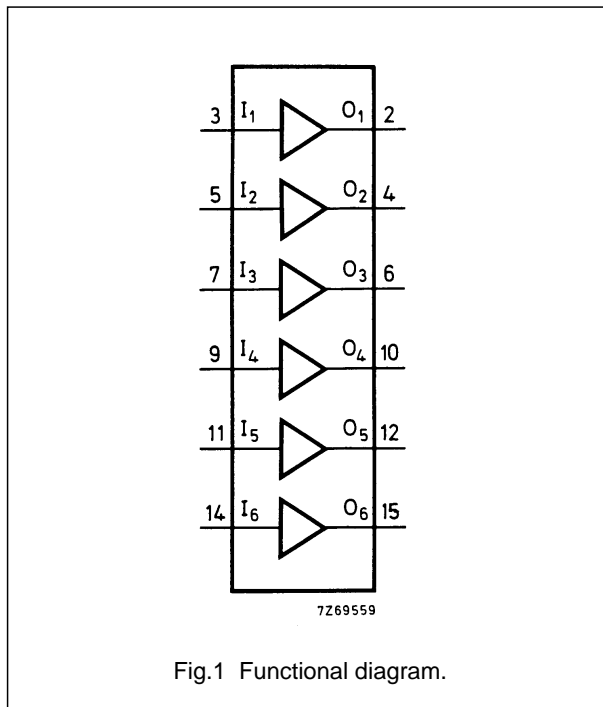 3 I₁ O₁ 2
5 I₂ O₂ 4
7 I₃ O₃ 6
9 I₄ O₄ 10
11 I₅ O₅ 12
14 I₆ O₆ 15
7Z69559
Fig.1 Functional diagram.